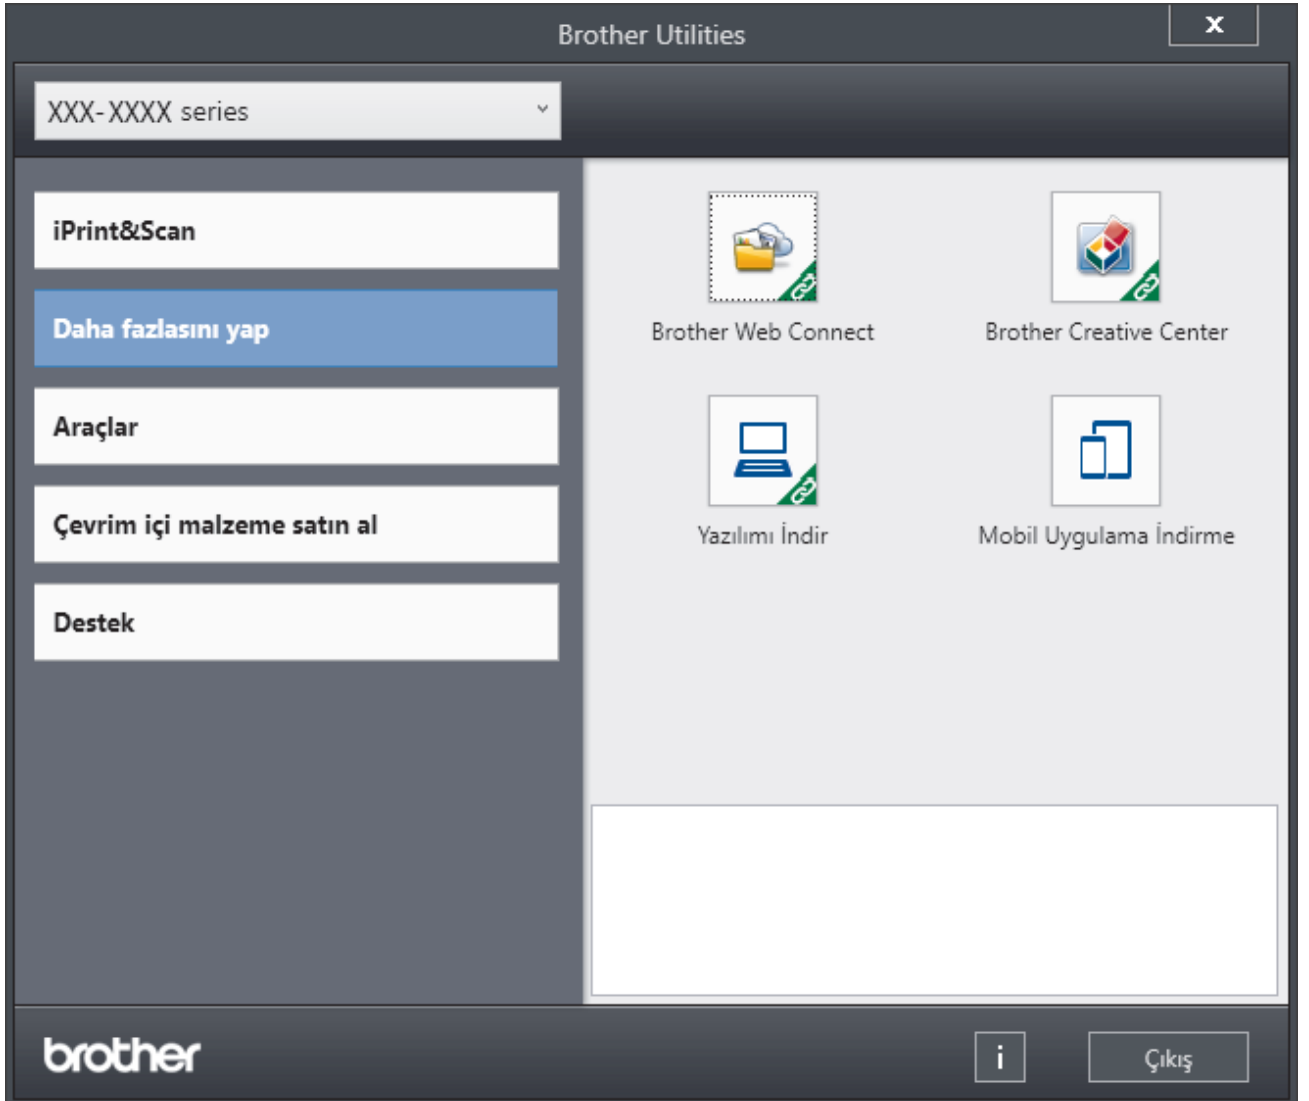 Brother Utilities
x
XXX-XXXX series
iPrint&Scan
Daha fazlasını yap
Araçlar
Çevrim içi malzeme satın al
Destek
Brother Web Connect
Brother Creative Center
Yazılımı İndir
Mobil Uygulama İndirme
brother
i
Çıkış